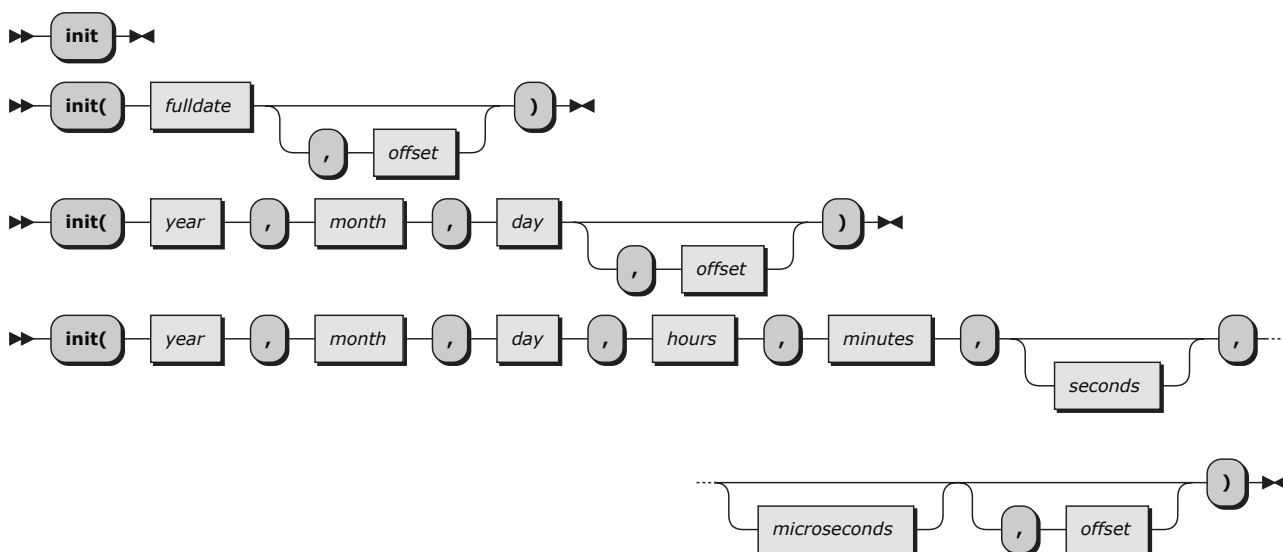 init
init( fulldate )
, offset
init( year , month , day )
, offset
init( year , month , day , hours , minutes , ,
seconds
)
microseconds , offset